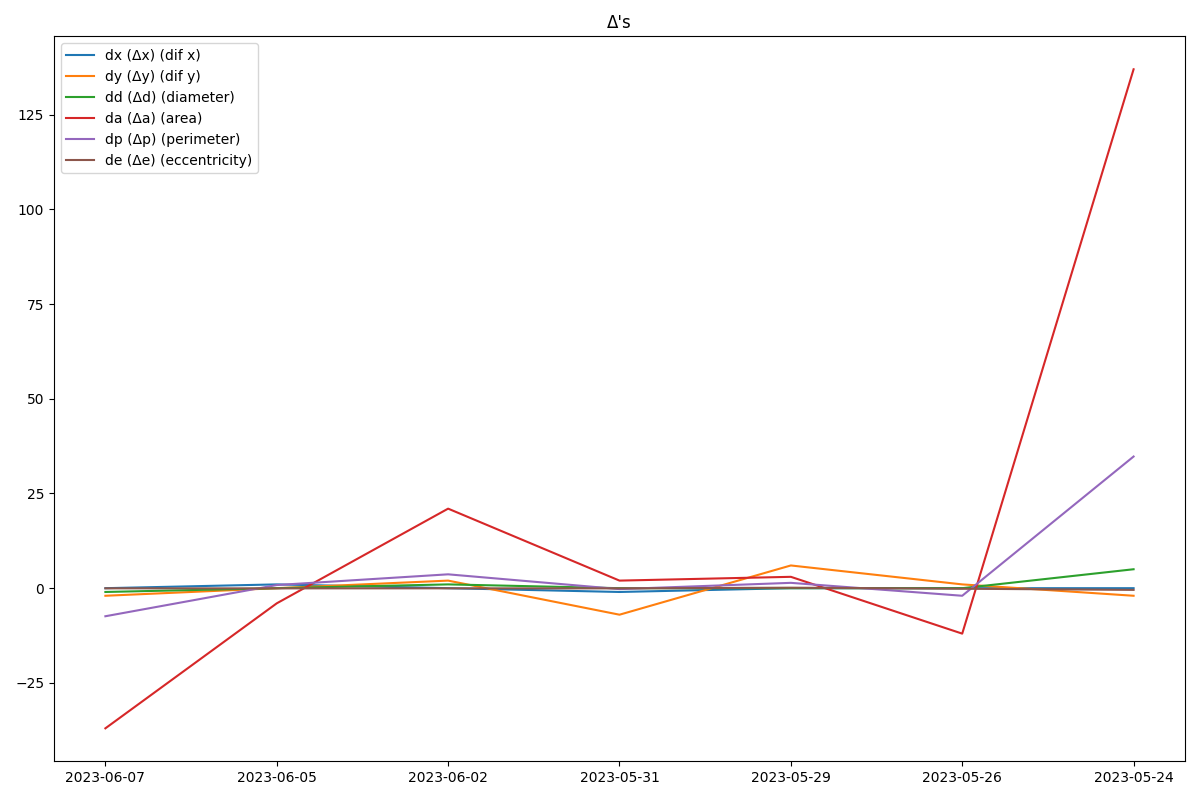 Δ's
dx (Δx) (dif x)
dy (Δy) (dif y)
dd (Δd) (diameter)
da (Δa) (area)
dp (Δp) (perimeter)
de (Δe) (eccentricity)
125
100
75
50
25
0
−25
2023-06-07 2023-06-05 2023-06-02 2023-05-31 2023-05-29 2023-05-26 2023-05-24